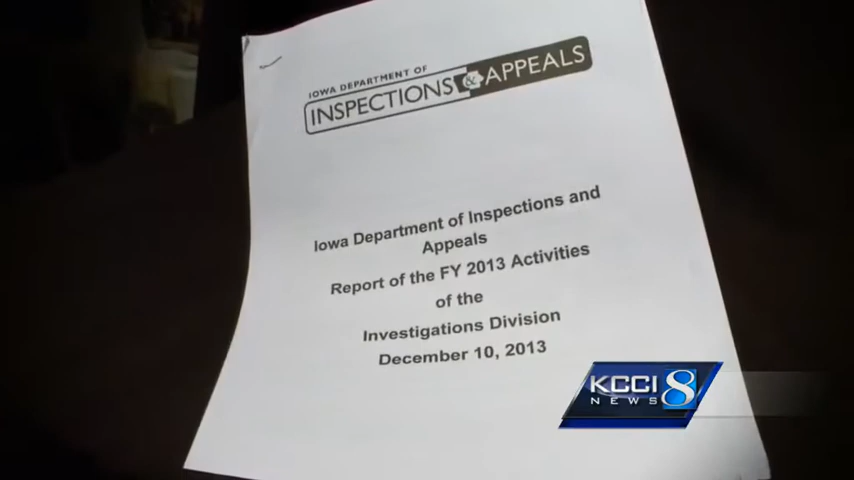 IOWA DEPARTMENT OF
INSPECTIONS & APPEALS
Iowa Department of Inspections and
Appeals
Report of the FY 2013 Activities
of the
Investigations Division
December 10, 2013
KCCI 8
NEWS